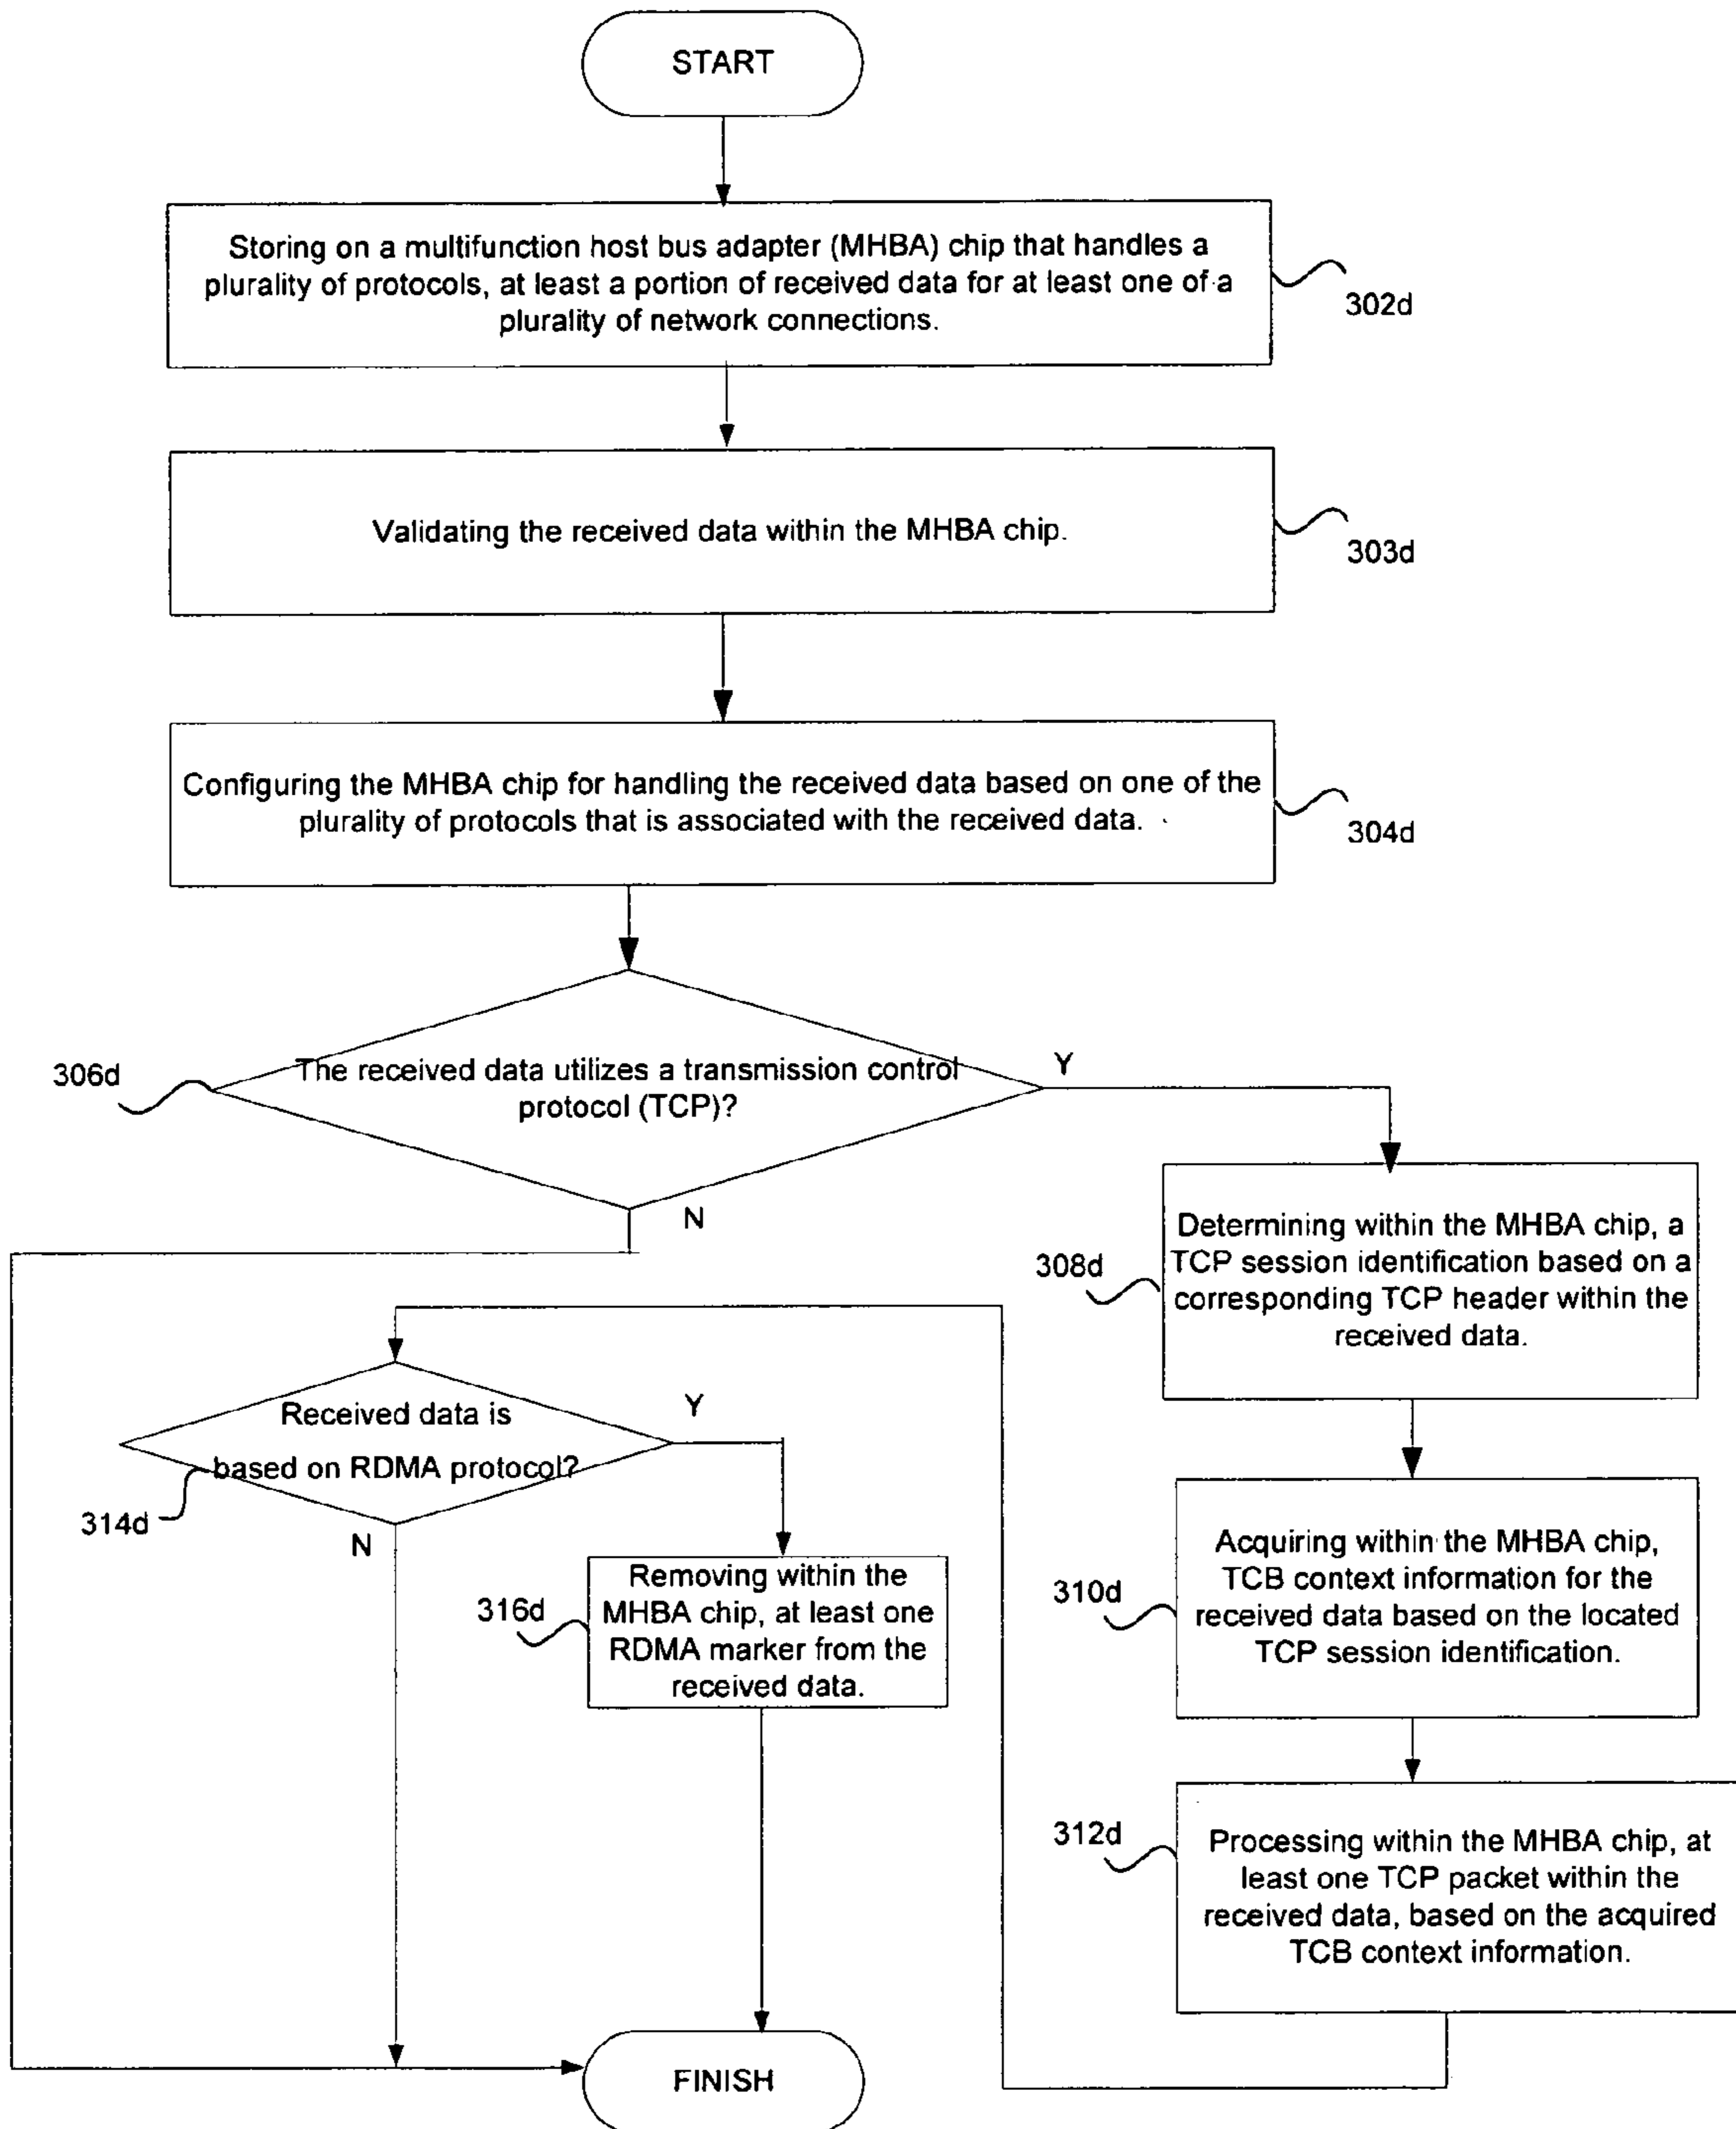 START
Storing on a multifunction host bus adapter (MHBA) chip that handles a
plurality of protocols, at least a portion of received data for at least one of a
plurality of network connections.
302d
Validating the received data within the MHBA chip.
303d
Configuring the MHBA chip for handling the received data based on one of the
plurality of protocols that is associated with the received data.
304d
306d
The received data utilizes a transmission control
protocol (TCP)?
Y
N
308d
Determining within the MHBA chip, a
TCP session identification based on a
corresponding TCP header within the
received data.
Received data is
based on RDMA protocol?
Y
314d
N
310d
Acquiring within the MHBA chip,
TCB context information for the
received data based on the located
TCP session identification.
316d
Removing within the
MHBA chip, at least one
RDMA marker from the
received data.
312d
Processing within the MHBA chip, at
least one TCP packet within the
received data, based on the acquired
TCB context information.
FINISH